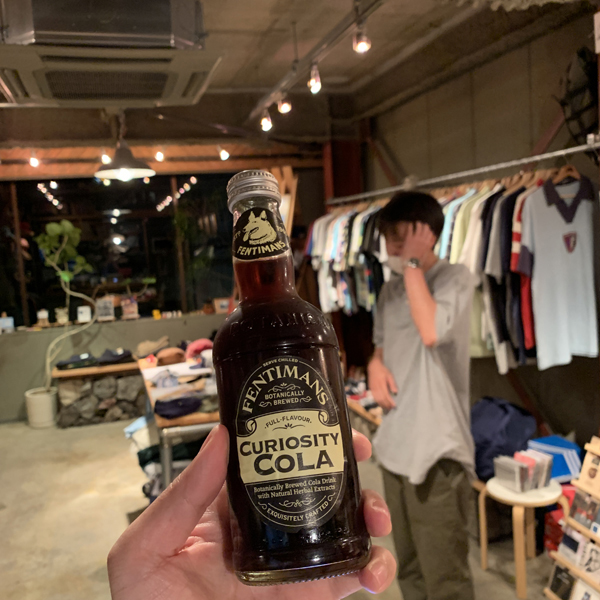 FENTIMANS
SERVE CHILLED
FENTIMANS
BOTANICALLY
BREWED
FULL-FLAVOUR
CURIOSITY
COLA
Botanically Brewed Cola Drink
with Natural Herbal Extracts
EXQUISITELY CRAFTED